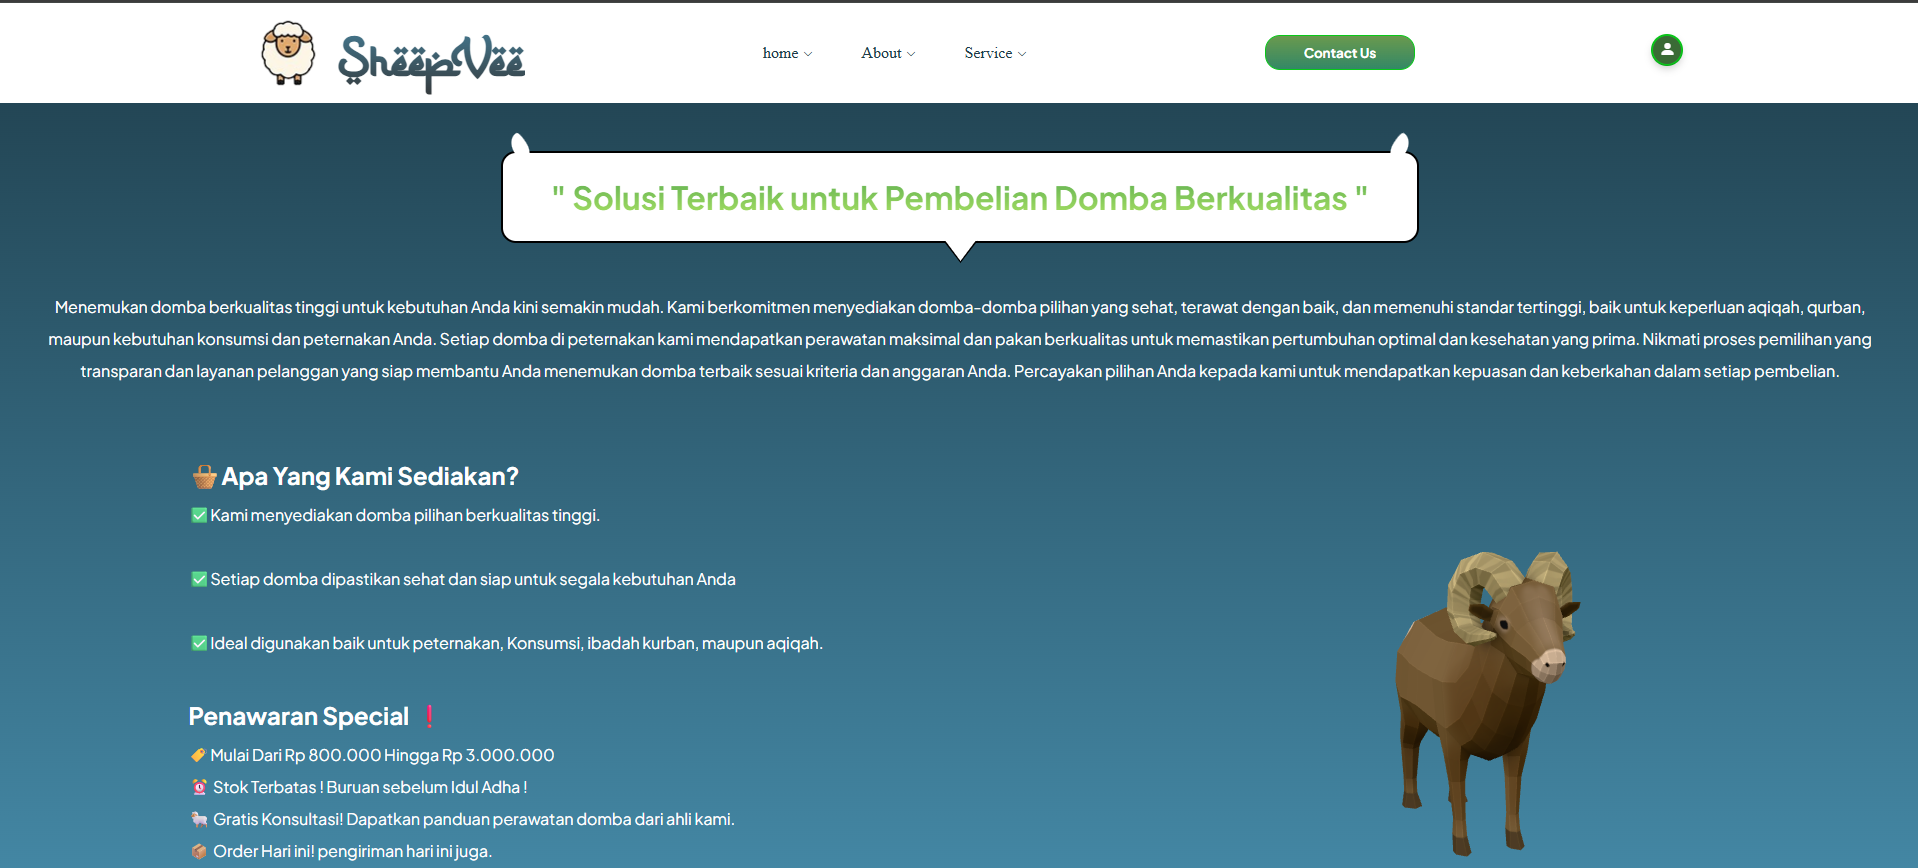 SheepVee
home
About
Service
Contact Us
" Solusi Terbaik untuk Pembelian Domba Berkualitas "
Menemukan domba berkualitas tinggi untuk kebutuhan Anda kini semakin mudah. Kami berkomitmen menyediakan domba-domba pilihan yang sehat, terawat dengan baik, dan memenuhi standar tertinggi, baik untuk keperluan aqiqah, qurban,
maupun kebutuhan konsumsi dan peternakan Anda. Setiap domba di peternakan kami mendapatkan perawatan maksimal dan pakan berkualitas untuk memastikan pertumbuhan optimal dan kesehatan yang prima. Nikmati proses pemilihan yang
transparan dan layanan pelanggan yang siap membantu Anda menemukan domba terbaik sesuai kriteria dan anggaran Anda. Percayakan pilihan Anda kepada kami untuk mendapatkan kepuasan dan keberkahan dalam setiap pembelian.
🧺Apa Yang Kami Sediakan?
✅ Kami menyediakan domba pilihan berkualitas tinggi.
✅ Setiap domba dipastikan sehat dan siap untuk segala kebutuhan Anda
✅ Ideal digunakan baik untuk peternakan, Konsumsi, ibadah kurban, maupun aqiqah.
Penawaran Special ❗
🏷️ Mulai Dari Rp 800.000 Hingga Rp 3.000.000
⏰ Stok Terbatas ! Buruan sebelum Idul Adha !
🐑 Gratis Konsultasi! Dapatkan panduan perawatan domba dari ahli kami.
📦 Order Hari ini! pengiriman hari ini juga.